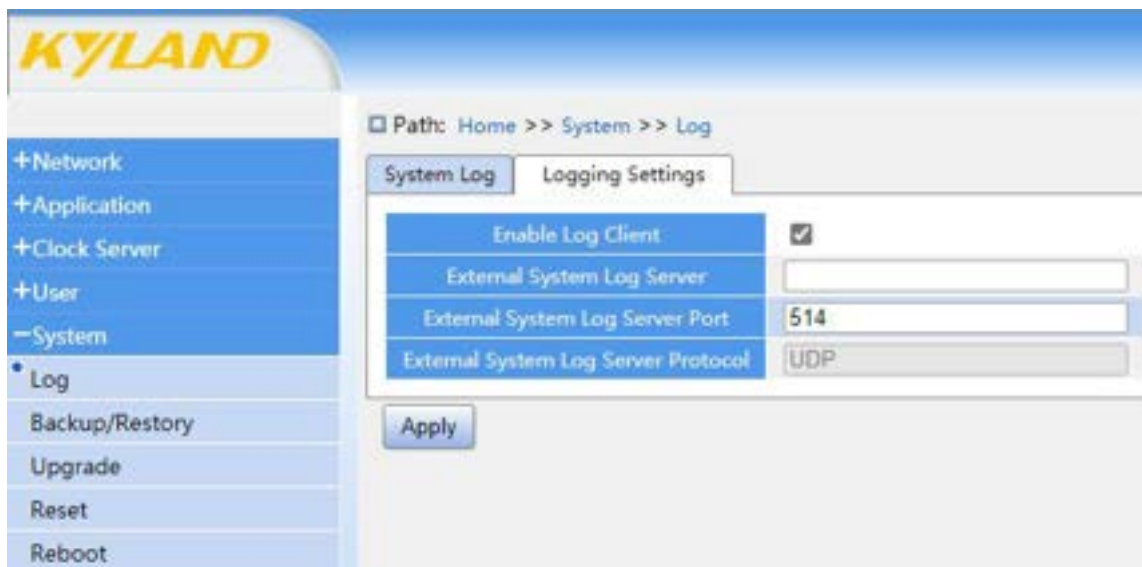 KYLAND
Path: Home >> System >> Log
+Network
+Application
+Clock Server
+User
−System
Log
Backup/Restory
Upgrade
Reset
Reboot
System Log
Logging Settings
Enable Log Client
External System Log Server
External System Log Server Port
514
External System Log Server Protocol
UDP
Apply